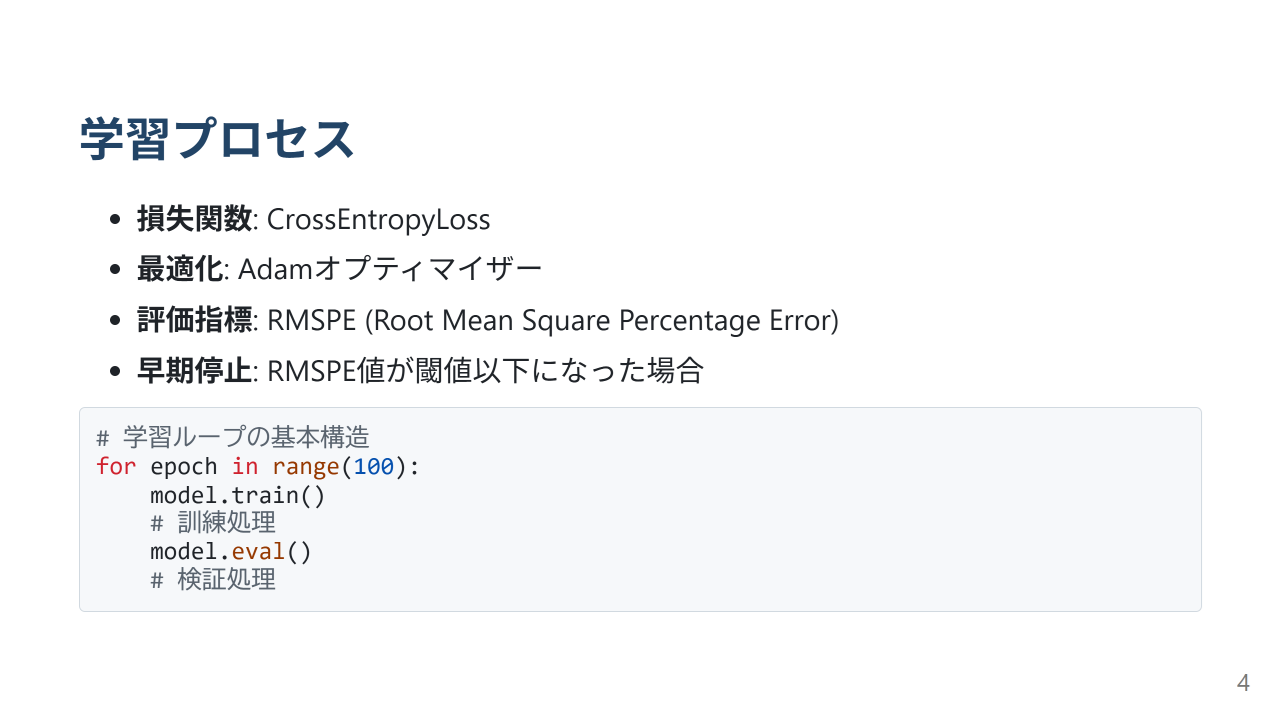 学習プロセス
損失関数: CrossEntropyLoss
最適化: Adamオプティマイザー
評価指標: RMSPE (Root Mean Square Percentage Error)
早期停止: RMSPE値が閾値以下になった場合
# 学習ループの基本構造
for epoch in range(100):
    model.train()
    # 訓練処理
    model.eval()
    # 検証処理
4